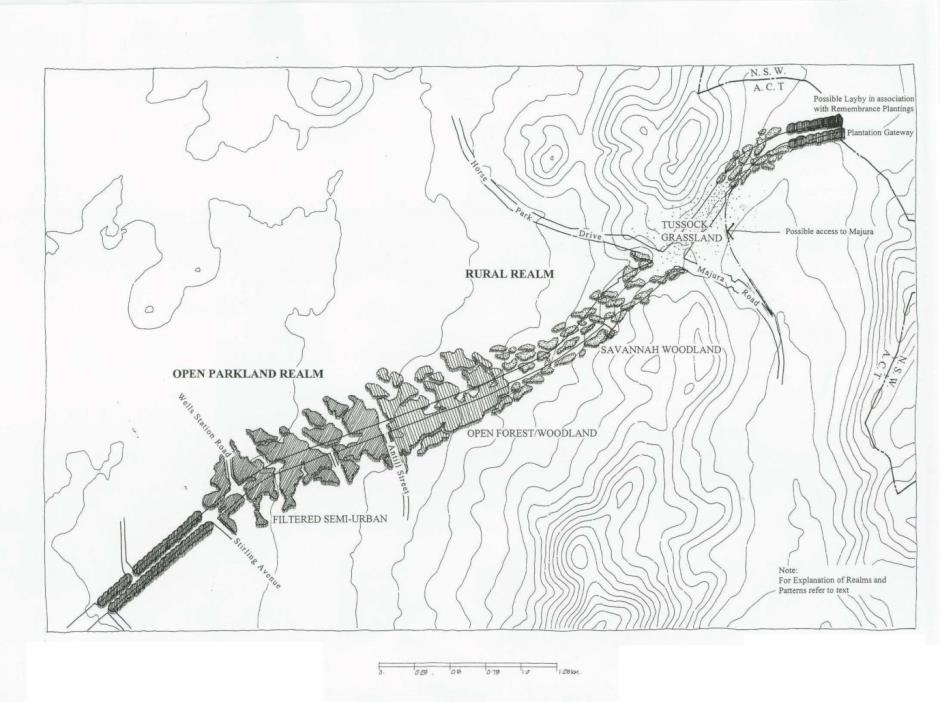 N. S. W.
A. C. T
Possible Layby in association
with Remembrance Plantings
Plantation Gateway
Horse
Park
Drive
TUSSOCK
GRASSLAND
Possible access to Majura
RURAL REALM
Majura
Road
SAVANNAH WOODLAND
N. S. W.
A. C. T
OPEN PARKLAND REALM
Wells Station Road
OPEN FOREST/WOODLAND
Antill Street
FILTERED SEMI-URBAN
Stirling Avenue
Note:
For Explanation of Realms and
Patterns refer to text